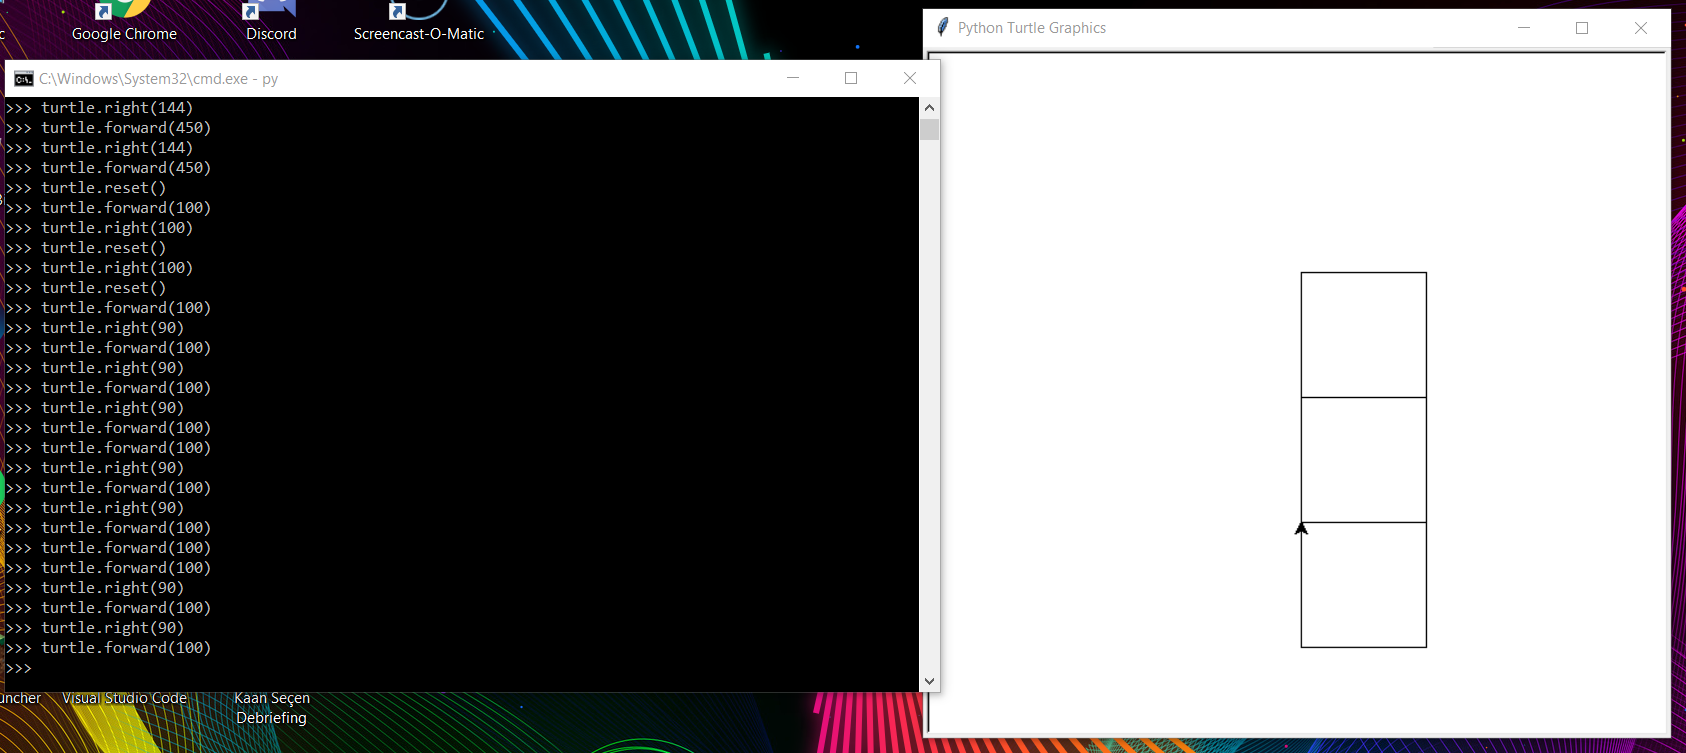 Google Chrome
Discord
Screencast-O-Matic
Python Turtle Graphics
C:\Windows\System32\cmd.exe - py
>>> turtle.right(144)
>>> turtle.forward(450)
>>> turtle.right(144)
>>> turtle.forward(450)
>>> turtle.reset()
>>> turtle.forward(100)
>>> turtle.right(100)
>>> turtle.reset()
>>> turtle.right(100)
>>> turtle.reset()
>>> turtle.forward(100)
>>> turtle.right(90)
>>> turtle.forward(100)
>>> turtle.right(90)
>>> turtle.forward(100)
>>> turtle.right(90)
>>> turtle.forward(100)
>>> turtle.forward(100)
>>> turtle.right(90)
>>> turtle.forward(100)
>>> turtle.right(90)
>>> turtle.forward(100)
>>> turtle.forward(100)
>>> turtle.forward(100)
>>> turtle.right(90)
>>> turtle.forward(100)
>>> turtle.right(90)
>>> turtle.forward(100)
>>>
uncher
Visual Studio Code
Kaan Seçen
Debriefing